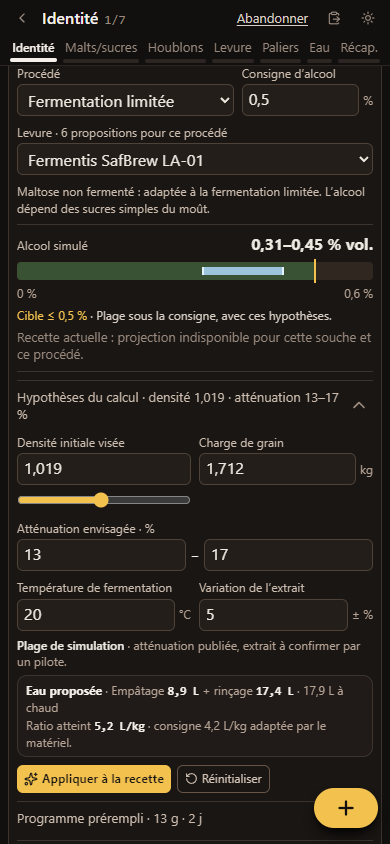 Identité 1/7 Abandonner
Identité Malts/sucres Houblons Levure Paliers Eau Récap.
Procédé Consigne d'alcool
Fermentation limitée 0,5 %
Levure · 6 propositions pour ce procédé
Fermentis SafBrew LA-01
Maltose non fermenté : adaptée à la fermentation limitée. L'alcool
dépend des sucres simples du moût.
Alcool simulé 0,31–0,45 % vol.
0 % 0,6 %
Cible ≤ 0,5 % · Plage sous la consigne, avec ces hypothèses.
Recette actuelle : projection indisponible pour cette souche et
ce procédé.
Hypothèses du calcul · densité 1,019 · atténuation 13–17
%
Densité initiale visée Charge de grain
1,019 1,712 kg
Atténuation envisagée · %
13 – 17
Température de fermentation Variation de l'extrait
20 °C 5 ± %
Plage de simulation · atténuation publiée, extrait à confirmer par
un pilote.
Eau proposée · Empâtage 8,9 L + rinçage 17,4 L · 17,9 L à
chaud
Ratio atteint 5,2 L/kg · consigne 4,2 L/kg adaptée par le
matériel.
Appliquer à la recette Réinitialiser
Programme prérempli · 13 g · 2 j